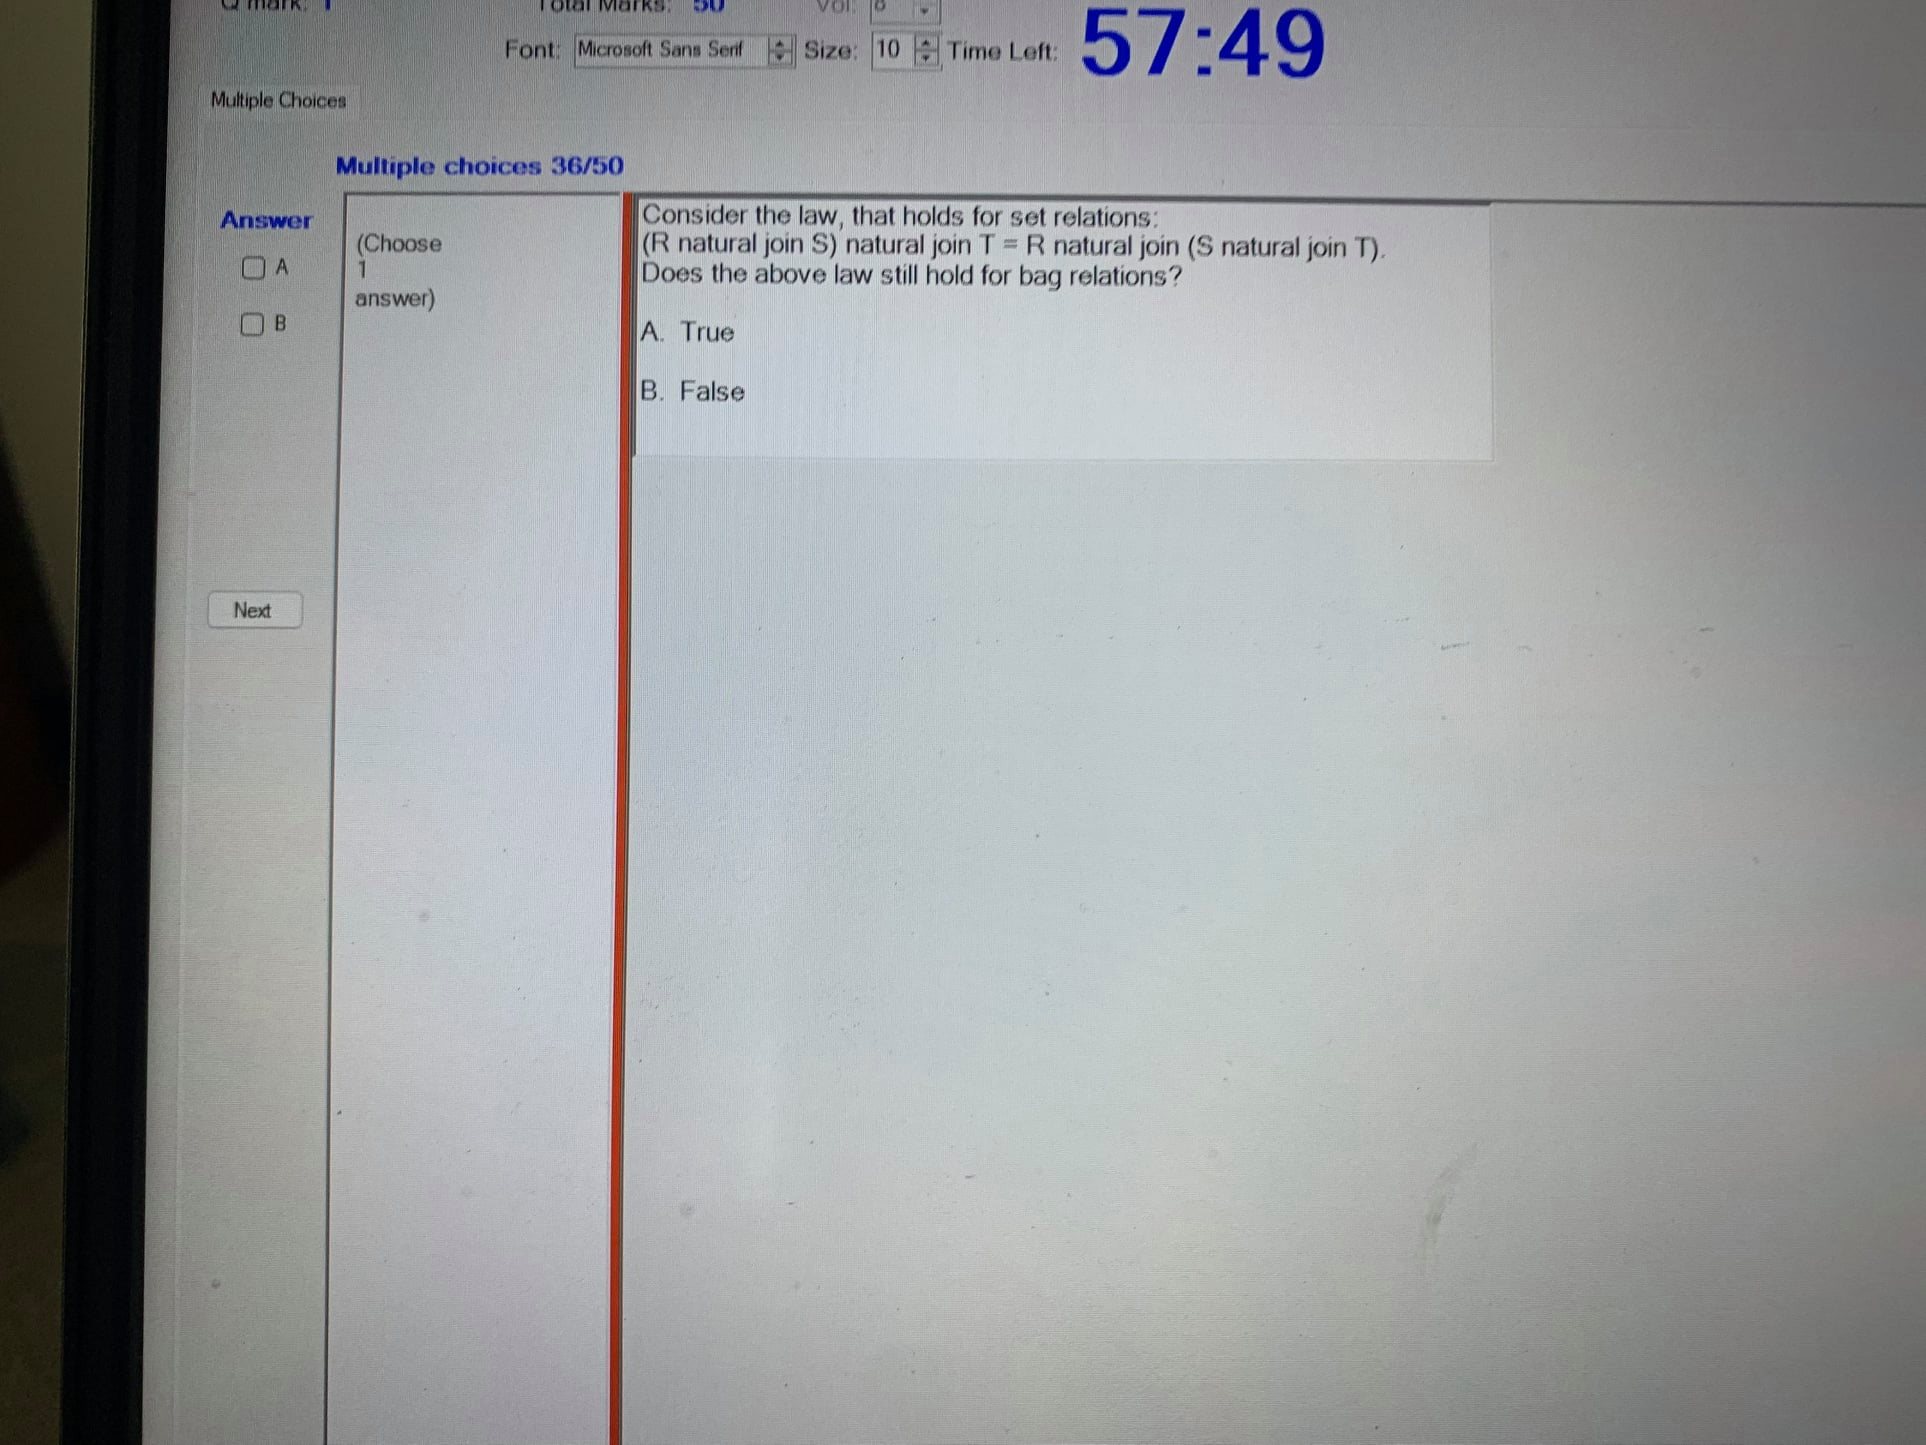 Q mark: 1 Total Marks: 50 Vol: 8
Font: Microsoft Sans Serif Size: 10 Time Left: 57:49
Multiple Choices
Multiple choices 36/50
Answer
A
B
(Choose
1
answer)
Next
Consider the law, that holds for set relations:
(R natural join S) natural join T = R natural join (S natural join T).
Does the above law still hold for bag relations?
A. True
B. False